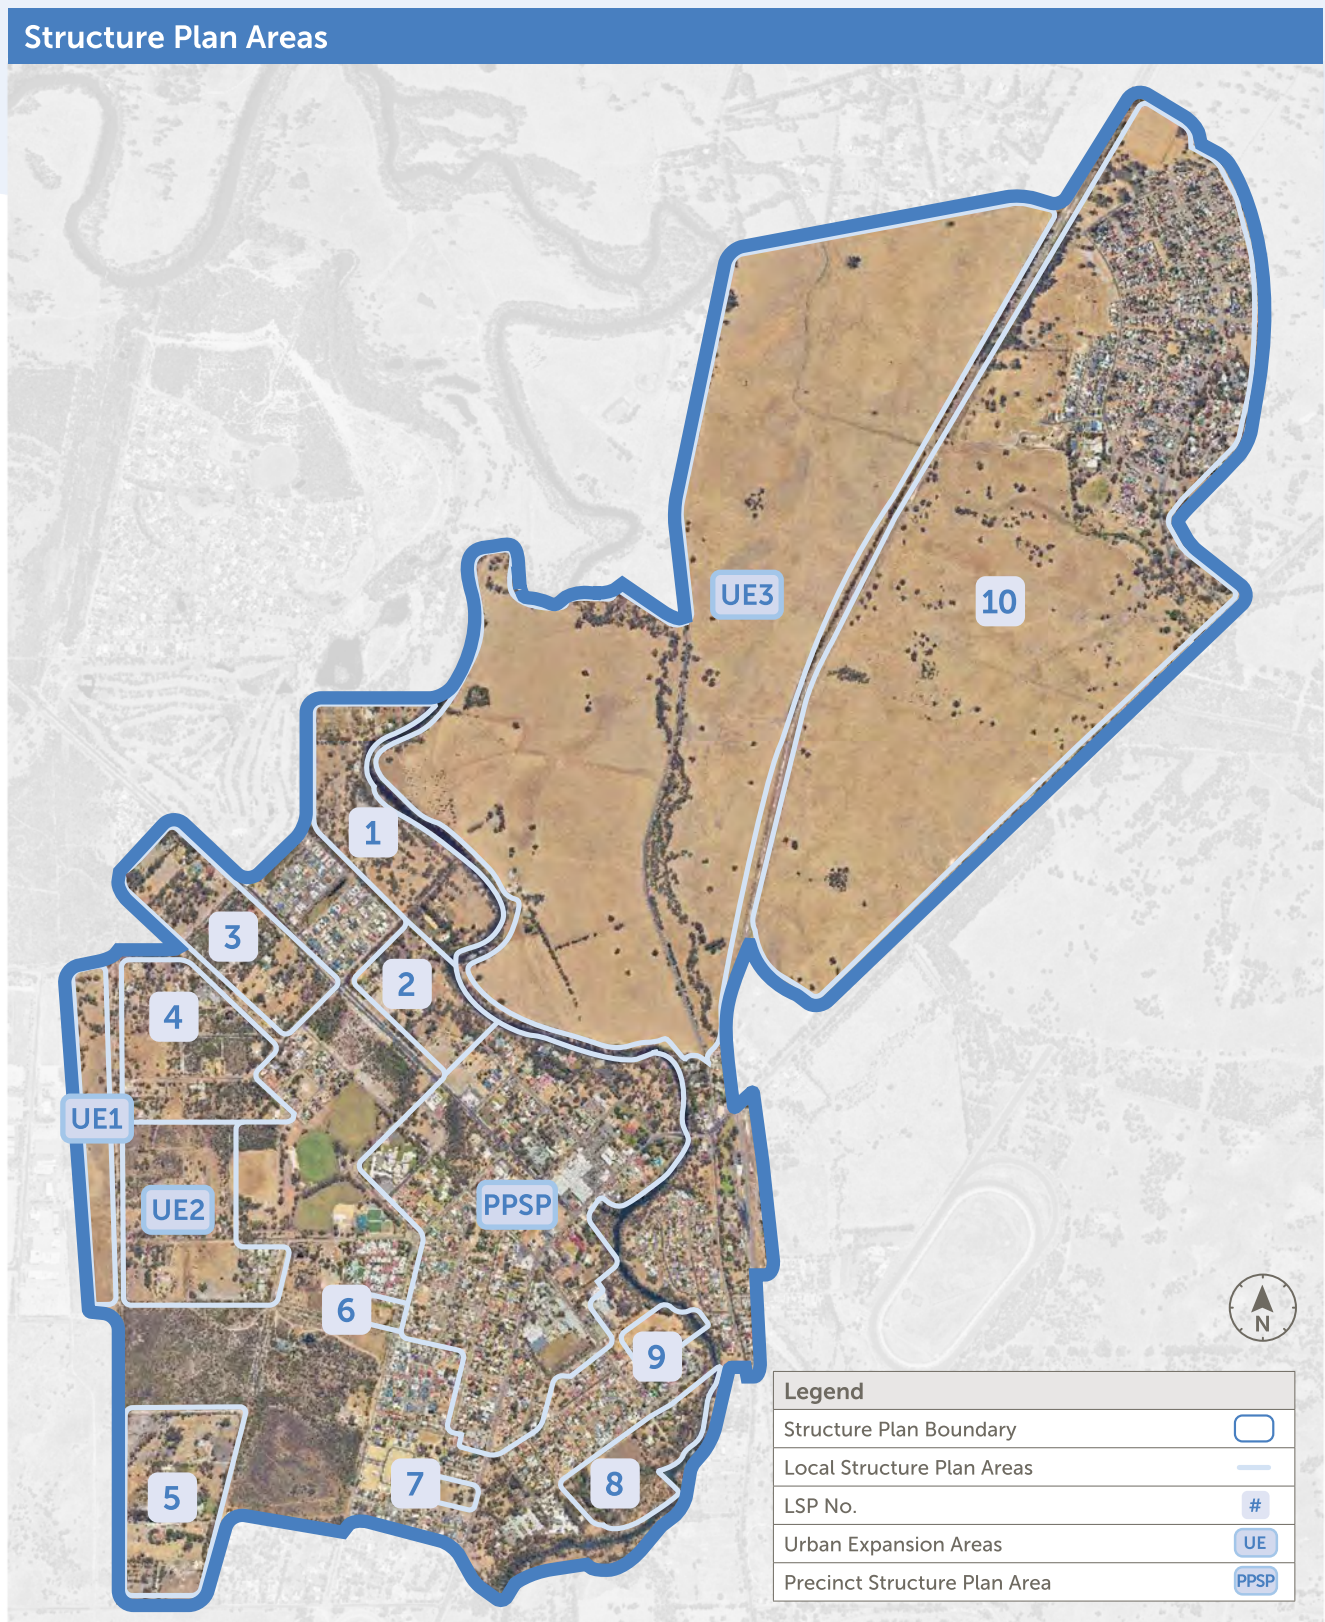 Structure Plan Areas
UE3
10
1
3
2
4
UE1
PPSP
UE2
6
9
7
8
5
N
Legend
Structure Plan Boundary
Local Structure Plan Areas
LSP No. #
Urban Expansion Areas UE
Precinct Structure Plan Area PPSP